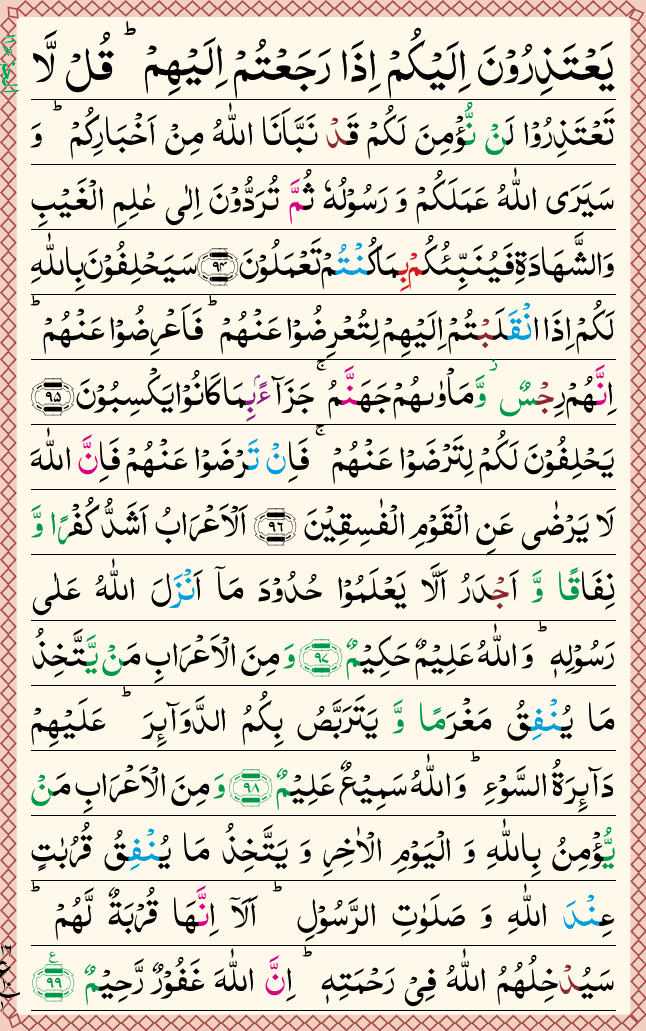 يَعْتَذِرُوْنَ اِلَيْكُمْ اِذَا رَجَعْتُمْ اِلَيْهِمْ ؕ قُلْ لَّا
تَعْتَذِرُوْا لَنْ نُّؤْمِنَ لَكُمْ قَدْ نَبَّاَنَا اللّٰهُ مِنْ اَخْبَارِكُمْ ؕ وَ
سَيَرَى اللّٰهُ عَمَلَكُمْ وَ رَسُوْلُهٗ ثُمَّ تُرَدُّوْنَ اِلٰى عٰلِمِ الْغَيْبِ
وَالشَّهَادَةِ فَيُنَبِّئُكُمْ بِمَا كُنْتُمْ تَعْمَلُوْنَ ﴿۹۴﴾ سَيَحْلِفُوْنَ بِاللّٰهِ
لَكُمْ اِذَا انْقَلَبْتُمْ اِلَيْهِمْ لِتُعْرِضُوْا عَنْهُمْ ؕ فَاَعْرِضُوْا عَنْهُمْ ؕ
اِنَّهُمْ رِجْسٌ ؗ وَّ مَاْوٰىهُمْ جَهَنَّمُ ۚ جَزَآءًۢ بِمَا كَانُوْا يَكْسِبُوْنَ ﴿۹۵﴾
يَحْلِفُوْنَ لَكُمْ لِتَرْضَوْا عَنْهُمْ ۚ فَاِنْ تَرْضَوْا عَنْهُمْ فَاِنَّ اللّٰهَ
لَا يَرْضٰى عَنِ الْقَوْمِ الْفٰسِقِيْنَ ﴿۹۶﴾ اَلْاَعْرَابُ اَشَدُّ كُفْرًا وَّ
نِفَاقًا وَّ اَجْدَرُ اَلَّا يَعْلَمُوْا حُدُوْدَ مَاۤ اَنْزَلَ اللّٰهُ عَلٰى
رَسُوْلِهٖ ؕ وَاللّٰهُ عَلِيْمٌ حَكِيْمٌ ﴿۹۷﴾ وَمِنَ الْاَعْرَابِ مَنْ يَّتَّخِذُ
مَا يُنْفِقُ مَغْرَمًا وَّ يَتَرَبَّصُ بِكُمُ الدَّوَآئِرَ ؕ عَلَيْهِمْ
دَآئِرَةُ السَّوْءِ ؕ وَاللّٰهُ سَمِيْعٌ عَلِيْمٌ ﴿۹۸﴾ وَمِنَ الْاَعْرَابِ مَنْ
يُّؤْمِنُ بِاللّٰهِ وَ الْيَوْمِ الْاٰخِرِ وَ يَتَّخِذُ مَا يُنْفِقُ قُرُبٰتٍ
عِنْدَ اللّٰهِ وَ صَلَوٰتِ الرَّسُوْلِ ؕ اَلَاۤ اِنَّهَا قُرْبَةٌ لَّهُمْ ؕ
سَيُدْخِلُهُمُ اللّٰهُ فِىْ رَحْمَتِهٖ ؕ اِنَّ اللّٰهَ غَفُوْرٌ رَّحِيْمٌ ﴿۹۹﴾ ع